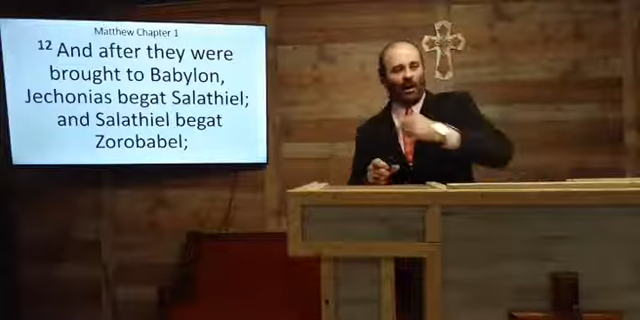 Matthew Chapter 1
12 And after they were
brought to Babylon,
Jechonias begat Salathiel;
and Salathiel begat
Zorobabel;